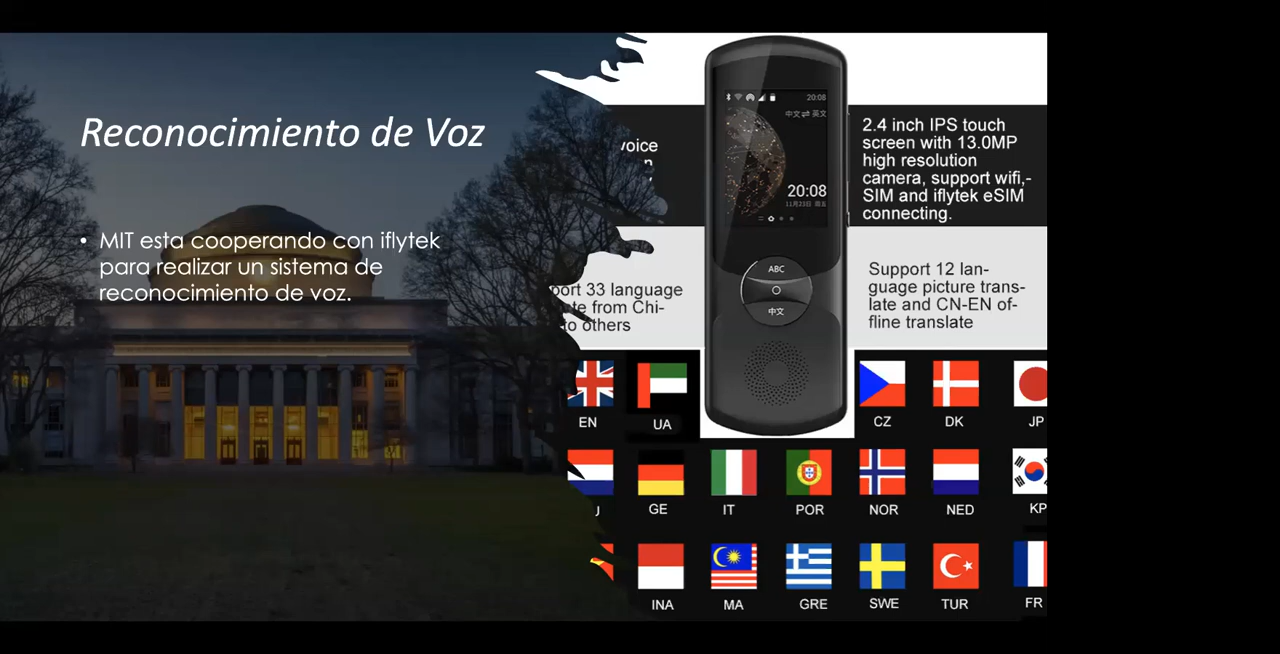 Reconocimiento de Voz
• MIT esta cooperando con iflytek
para realizar un sistema de
reconocimiento de voz.
voice
20:08
中文⇌英文
20:08
ABC
中文
2.4 inch IPS touch
screen with 13.0MP
high resolution
camera, support wifi,-
SIM and iflytek eSIM
connecting.
33 language
from Chi-
to others
Support 12 lan-
guage picture trans-
late and CN-EN of-
fline translate
EN UA CZ DK JP
GE IT POR NOR NED KP
INA MA GRE SWE TUR FR